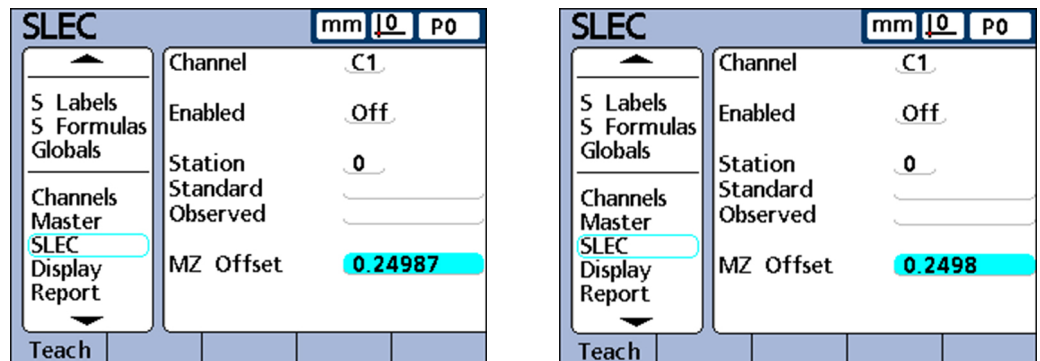 SLEC mm 0 P0
S Labels
S Formulas
Globals
Channels
Master
SLEC
Display
Report
Channel C1
Enabled Off
Station 0
Standard
Observed
MZ Offset 0.24987
Teach
SLEC mm 0 P0
S Labels
S Formulas
Globals
Channels
Master
SLEC
Display
Report
Channel C1
Enabled Off
Station 0
Standard
Observed
MZ Offset 0.2498
Teach